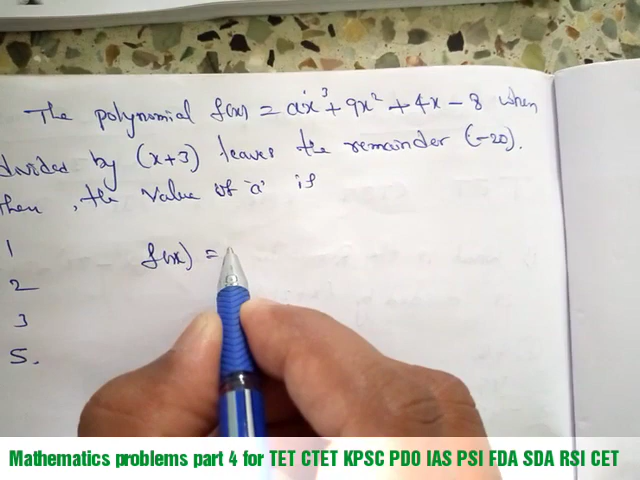 The polynomial f(x) = ax³ + 9x² + 4x - 8 when
divided by (x+3) leaves the remainder (-20).
then, the value of 'a' is
1
f(x) =
2
3
5.
Mathematics problems part 4 for TET CTET KPSC PDO IAS PSI FDA SDA RSI CET